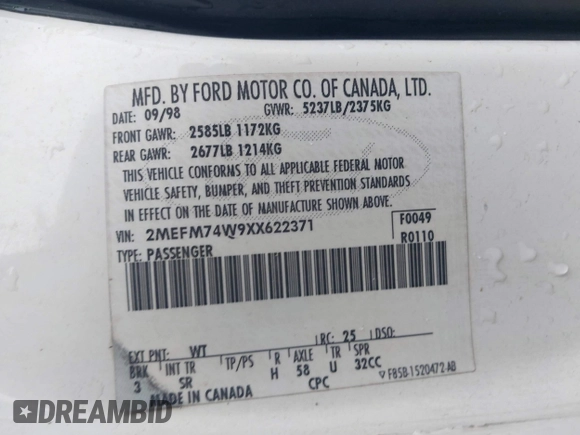 MFD. BY FORD MOTOR CO. OF CANADA, LTD.
DATE: 09/98 GVWR: 5237LB/2375KG
FRONT GAWR: 2585LB 1172KG
REAR GAWR: 2677LB 1214KG
THIS VEHICLE CONFORMS TO ALL APPLICABLE FEDERAL MOTOR
VEHICLE SAFETY, BUMPER, AND THEFT PREVENTION STANDARDS
IN EFFECT ON THE DATE OF MANUFACTURE SHOWN ABOVE.
VIN: 2MEFM74W9XX622371 F0049
TYPE: PASSENGER R0110
EXT PNT: WT RC: 25 DSO:
BRK INT TR TP/PS R AXLE TR SPR
3 SR H 58 U 32CC
MADE IN CANADA CPC F85B-1520472-AB
DREAMBID